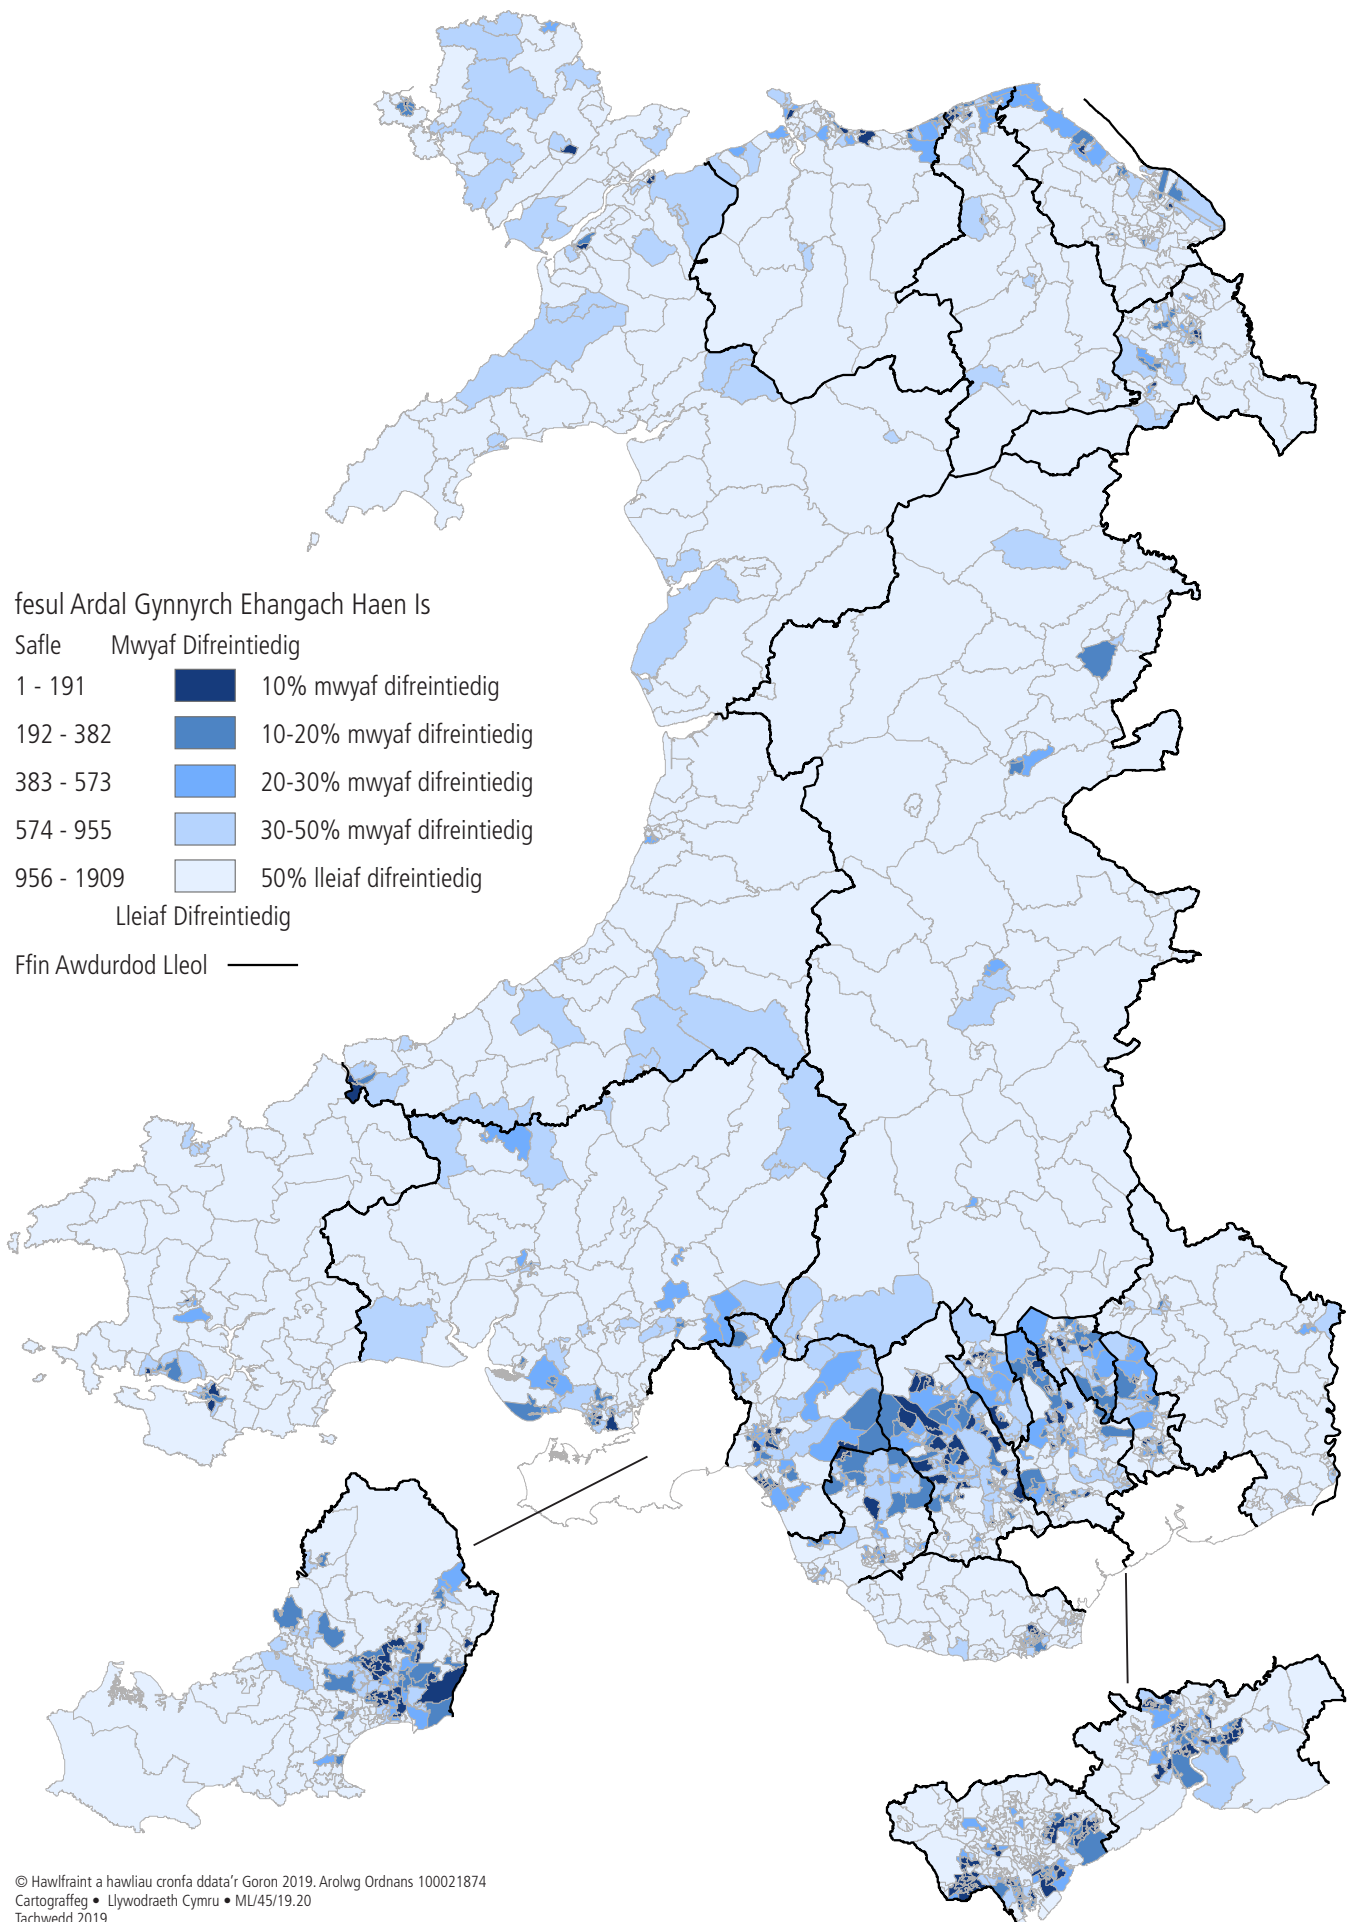 fesul Ardal Gynnyrch Ehangach Haen Is
Safle Mwyaf Difreintiedig
1 - 191 10% mwyaf difreintiedig
192 - 382 10-20% mwyaf difreintiedig
383 - 573 20-30% mwyaf difreintiedig
574 - 955 30-50% mwyaf difreintiedig
956 - 1909 50% lleiaf difreintiedig
Lleiaf Difreintiedig
Ffin Awdurdod Lleol
© Hawlfraint a hawliau cronfa ddata'r Goron 2019. Arolwg Ordnans 100021874
Cartograffeg • Llywodraeth Cymru • ML/45/19.20
Tachwedd 2019